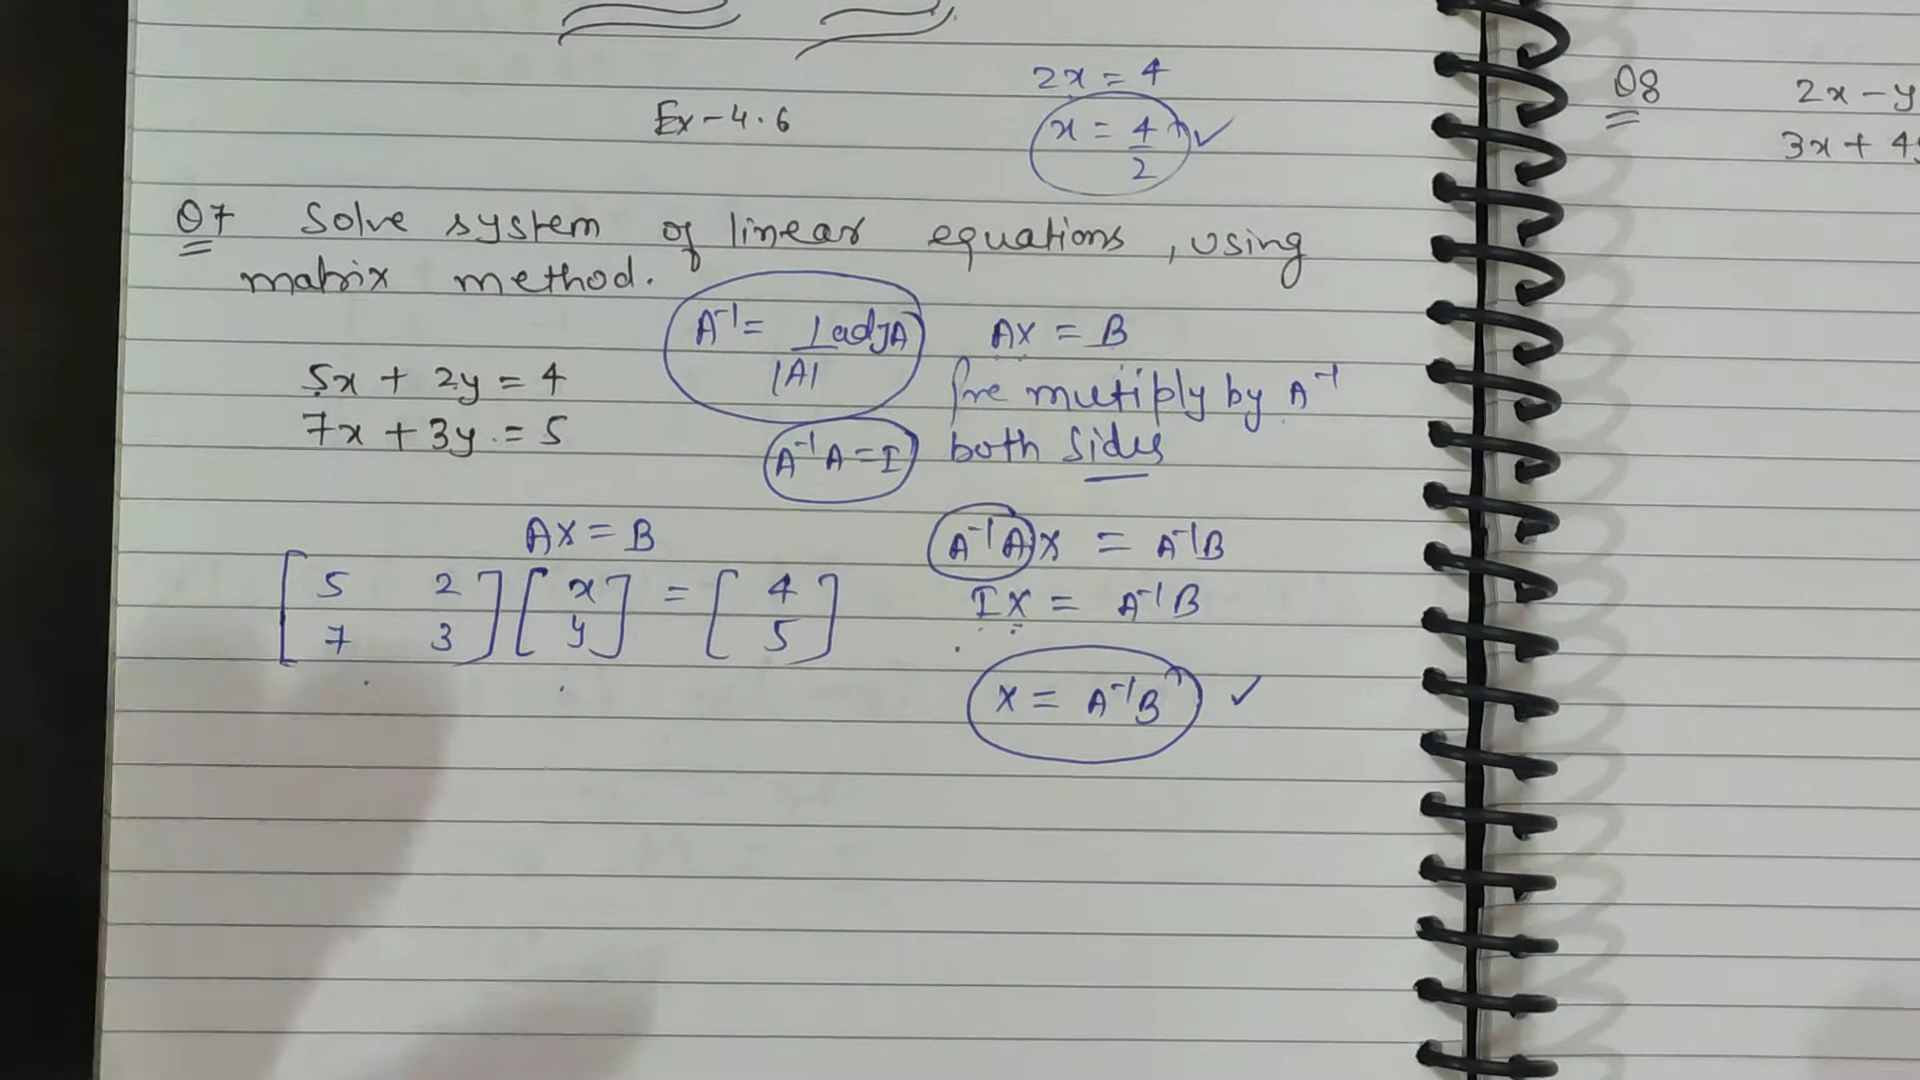 2x = 4
Ex-4.6
x = 4/2 ✓
Q7 Solve system of linear equations, using
matrix method.
A⁻¹ = 1/|A| adjA
AX = B
5x + 2y = 4
Pre mutiply by A⁻¹
7x + 3y = 5
A⁻¹A = I
both sides
AX = B
A⁻¹AX = A⁻¹B
[5 2] [x] = [4]
[7 3] [y] [5]
IX = A⁻¹B
X = A⁻¹B ✓
Q8 2x - y
3x + 4